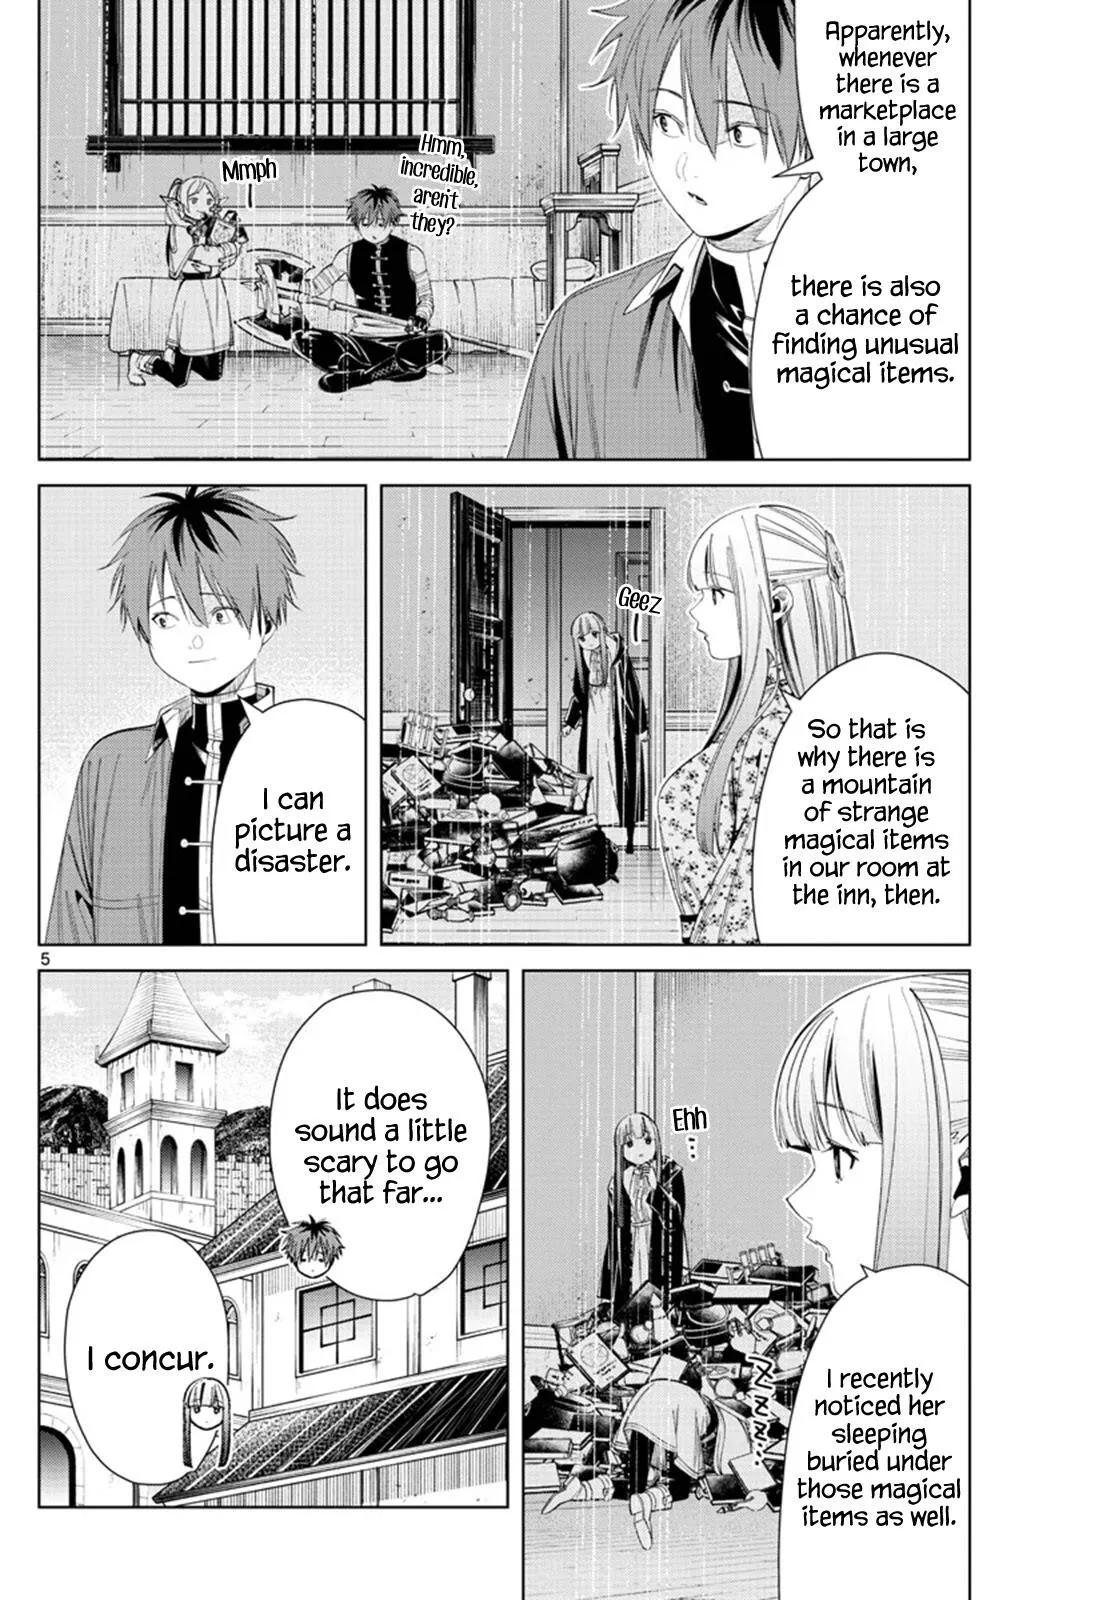 Apparently,
whenever
there is a
marketplace
in a large
town,
there is also
a chance of
finding unusual
magical items.
Hmm,
incredible,
aren't
they?
Mmph
So that is
why there is
a mountain
of strange
magical items
in our room at
the inn, then.
Geez
I can
picture a
disaster.
5
I recently
noticed her
sleeping
buried under
those magical
items as well.
Ehh
...
ZZZZ...
It does
sound a little
scary to go
that far...
I concur.